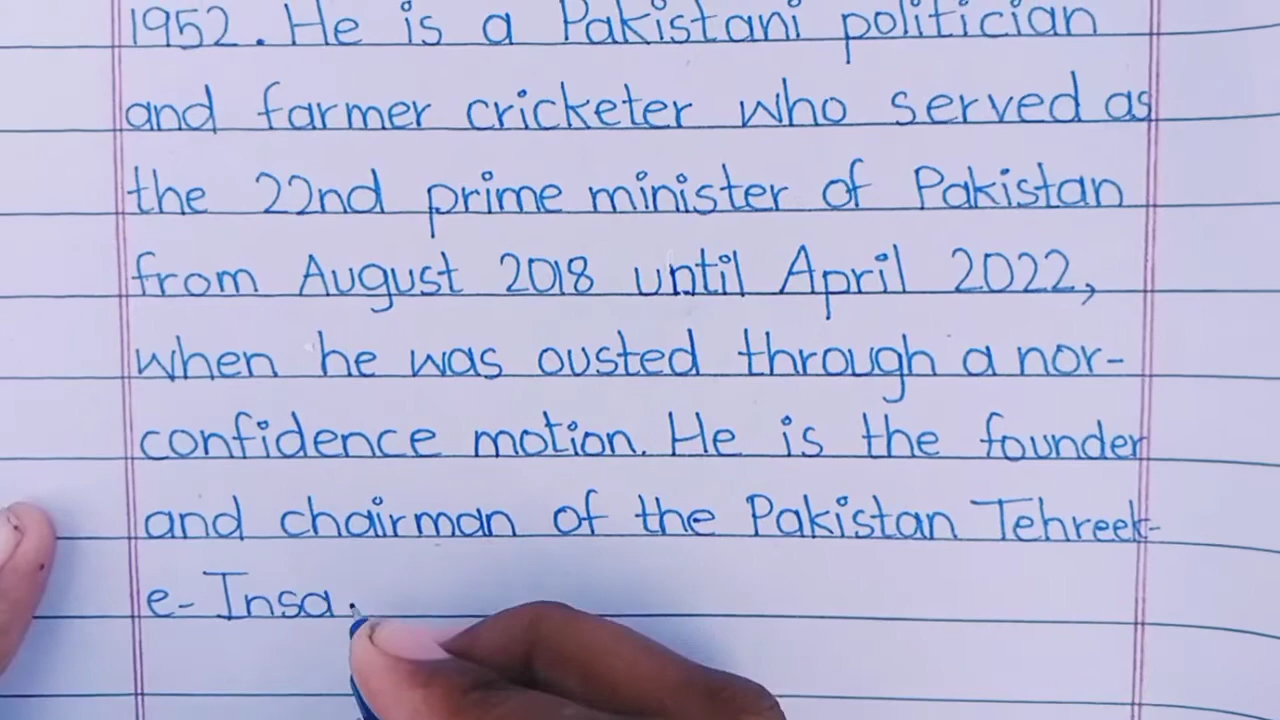 1952. He is a Pakistani politician
and farmer cricketer who served as
the 22nd prime minister of Pakistan
from August 2018 until April 2022,
when he was ousted through a nor-
confidence motion. He is the founder
and chairman of the Pakistan Tehreek-
e-Insa